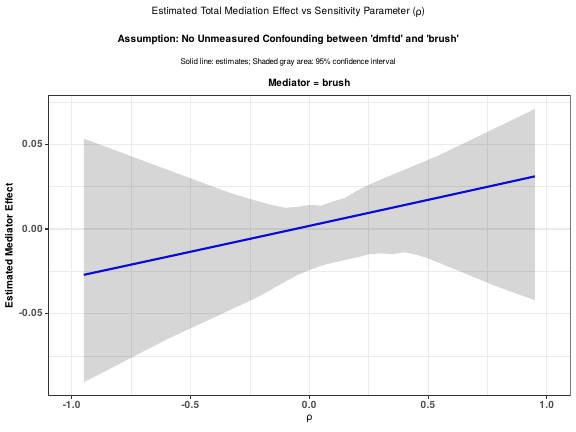 Estimated Total Mediation Effect vs Sensitivity Parameter (ρ)
Assumption: No Unmeasured Confounding between 'dmftd' and 'brush'
Solid line: estimates; Shaded gray area: 95% confidence interval
Mediator = brush
Estimated Mediator Effect
0.05
0.00
-0.05
-1.0 -0.5 0.0 0.5 1.0
ρ